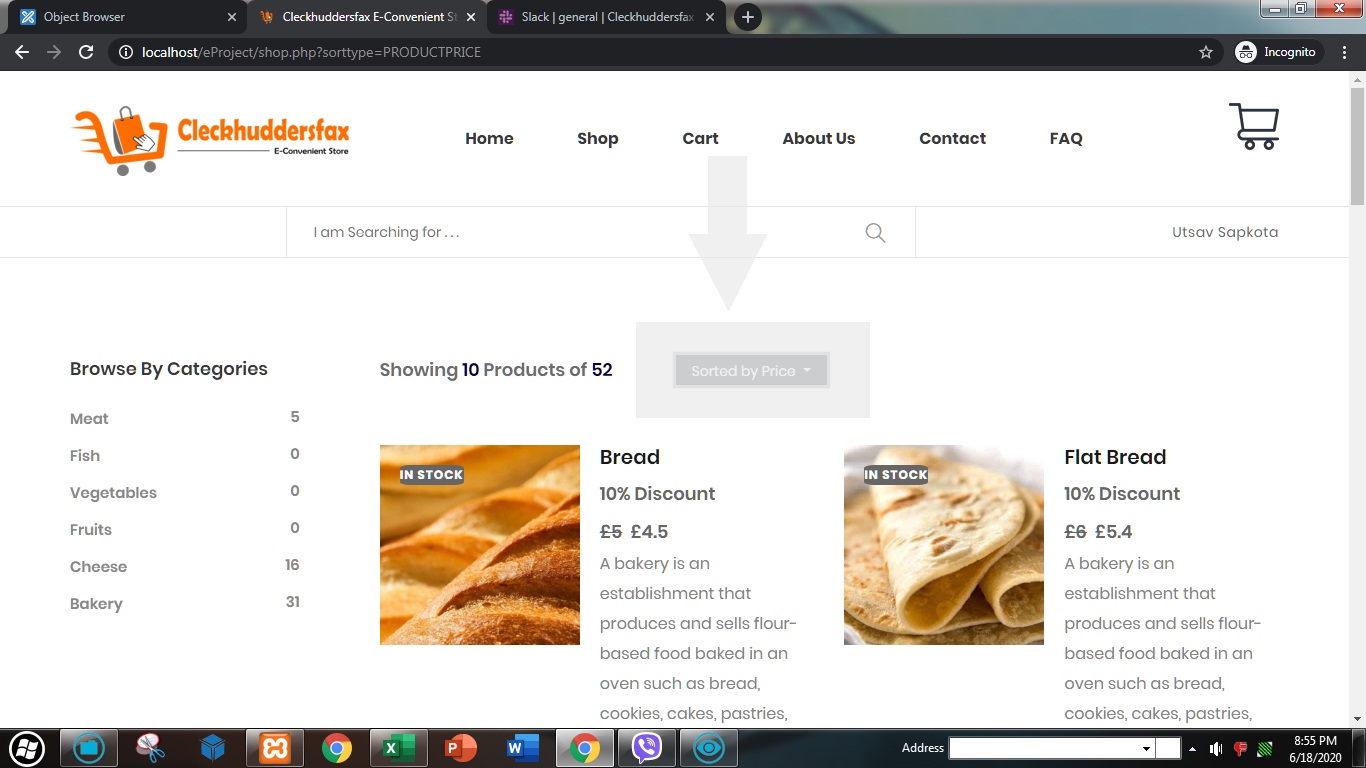 Object Browser
Cleckhuddersfax E-Convenient St
Slack | general | Cleckhuddersfax
localhost/eProject/shop.php?sorttype=PRODUCTPRICE
Incognito
Cleckhuddersfax
E-Convenient Store
Home
Shop
Cart
About Us
Contact
FAQ
I am Searching for . . .
Utsav Sapkota
Browse By Categories
Meat 5
Fish 0
Vegetables 0
Fruits 0
Cheese 16
Bakery 31
Showing 10 Products of 52
Sorted by Price
IN STOCK
Bread
10% Discount
£5 £4.5
A bakery is an
establishment that
produces and sells flour-
based food baked in an
oven such as bread,
cookies, cakes, pastries,
IN STOCK
Flat Bread
10% Discount
£6 £5.4
A bakery is an
establishment that
produces and sells flour-
based food baked in an
oven such as bread,
cookies, cakes, pastries,
Address
8:55 PM
6/18/2020